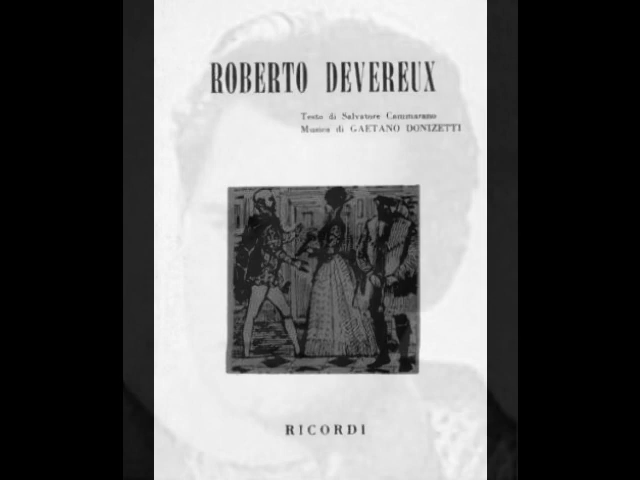 ROBERTO DEVEREUX
Testo di Salvatore Cammarano
Musica di GAETANO DONIZETTI
RICORDI